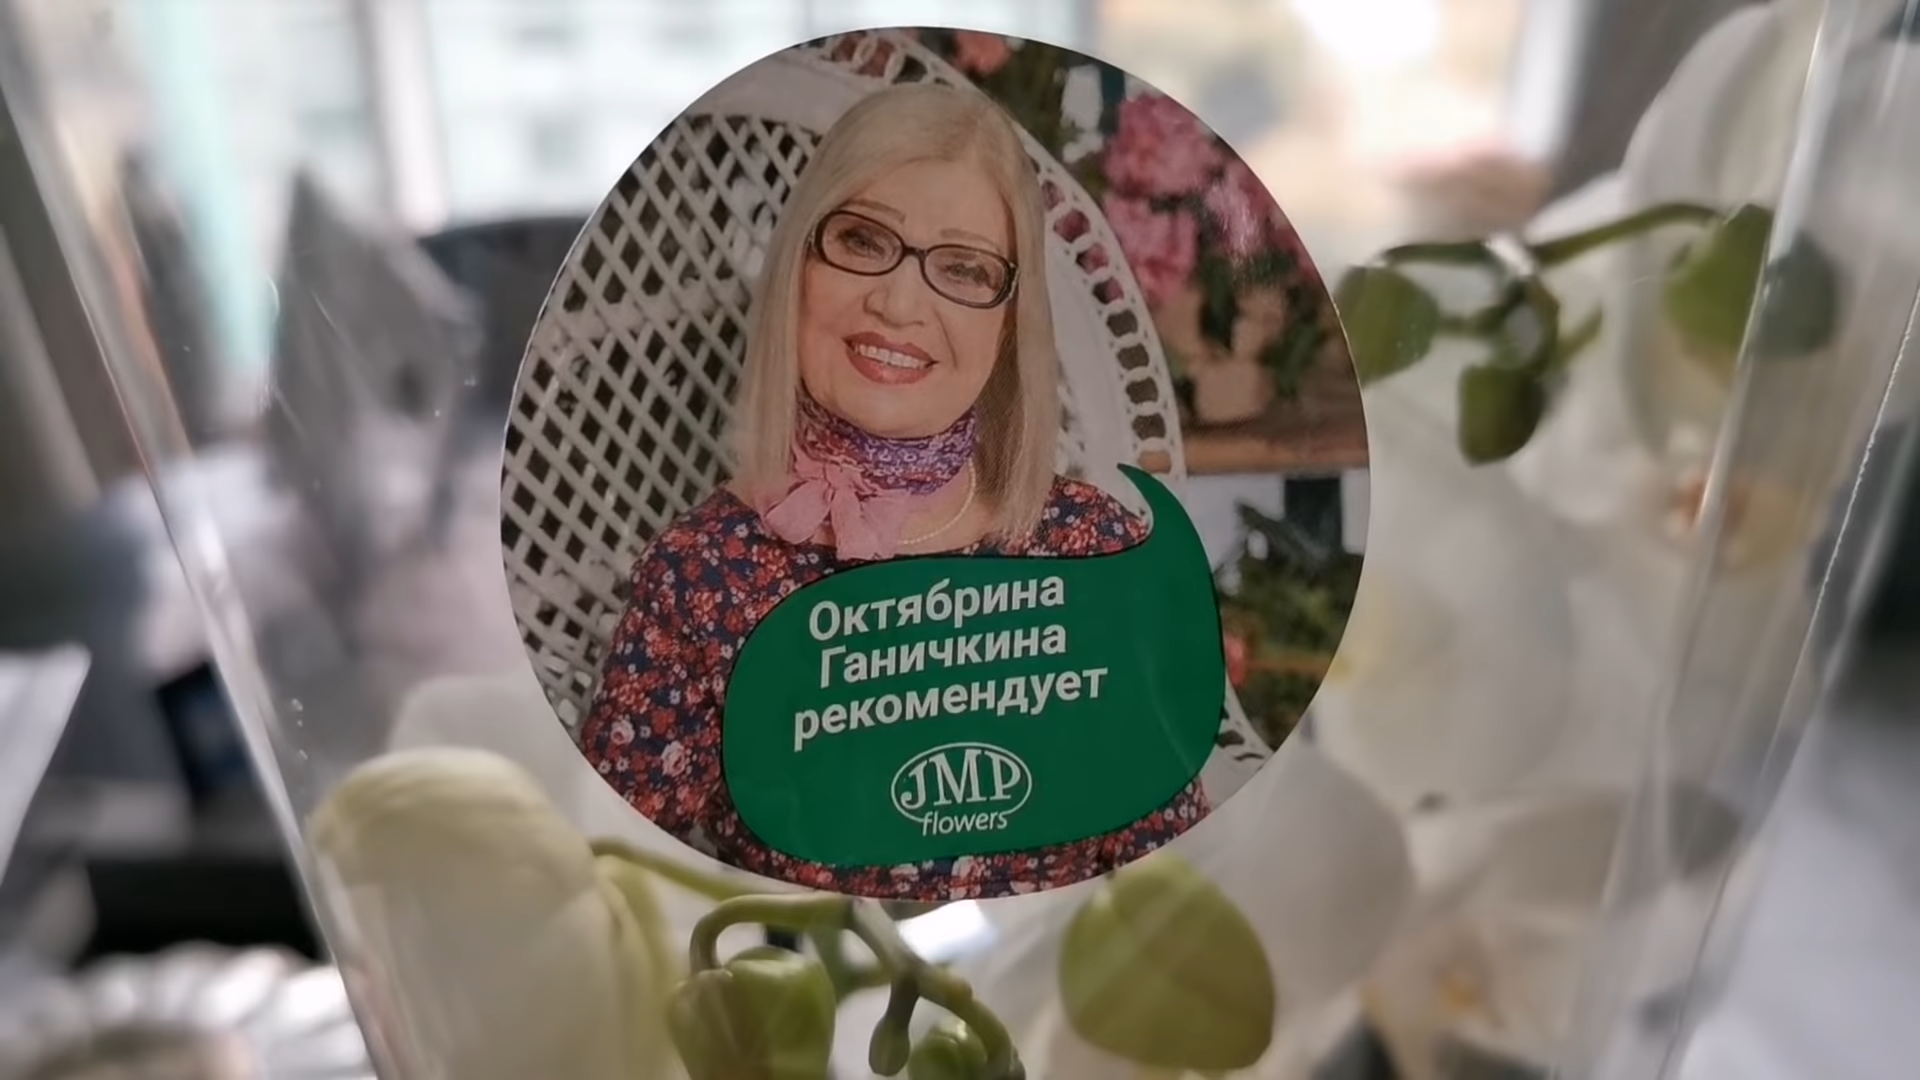 Октябрина
Ганичкина
рекомендует
JMP
flowers